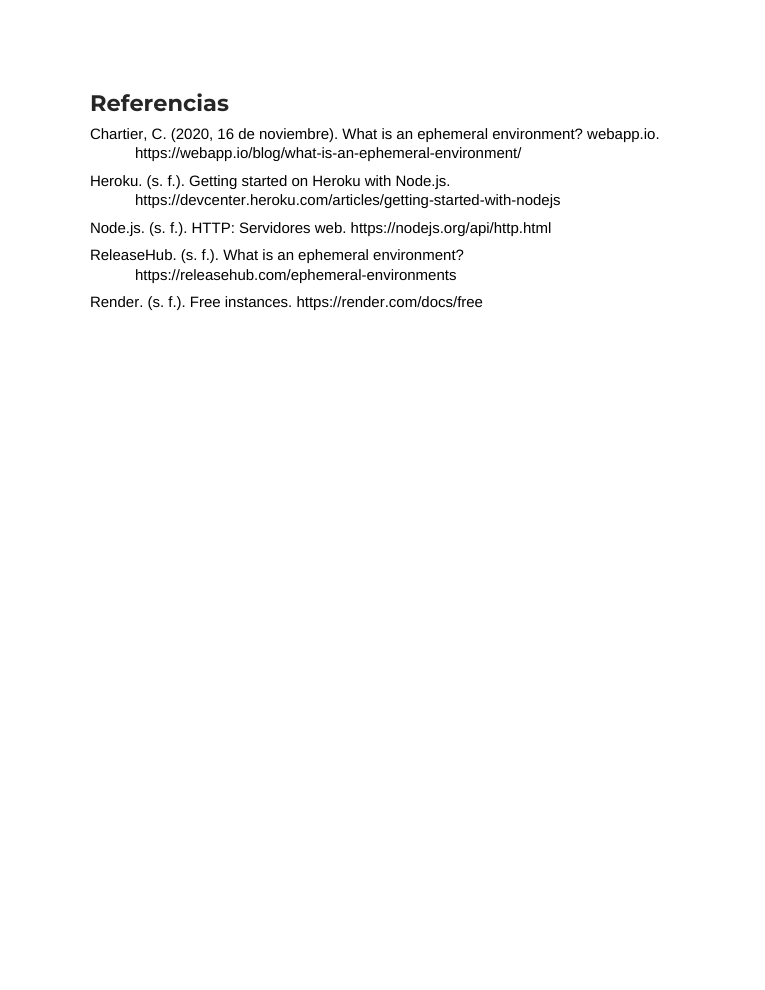 Referencias
Chartier, C. (2020, 16 de noviembre). What is an ephemeral environment? webapp.io.
https://webapp.io/blog/what-is-an-ephemeral-environment/
Heroku. (s. f.). Getting started on Heroku with Node.js.
https://devcenter.heroku.com/articles/getting-started-with-nodejs
Node.js. (s. f.). HTTP: Servidores web. https://nodejs.org/api/http.html
ReleaseHub. (s. f.). What is an ephemeral environment?
https://releasehub.com/ephemeral-environments
Render. (s. f.). Free instances. https://render.com/docs/free